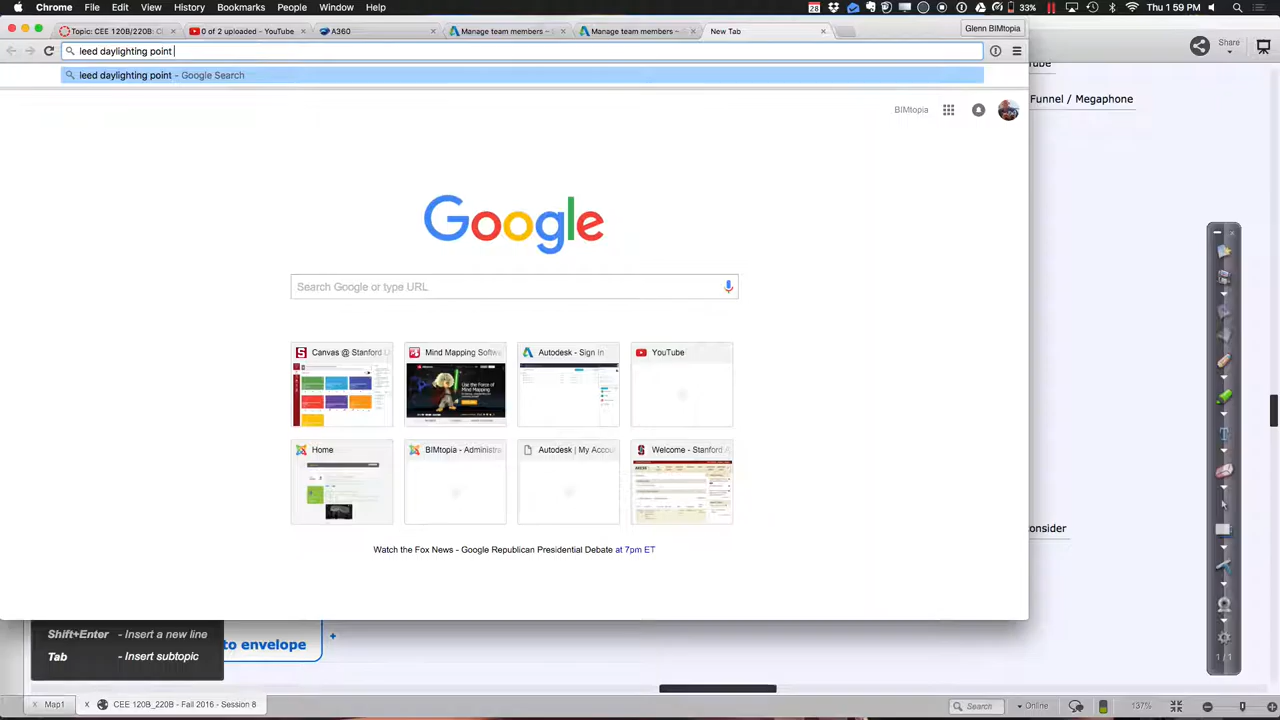 Chrome File Edit View History Bookmarks People Window Help
28 33% Thu 1:59 PM
Topic: CEE 120B/220B: C
0 of 2 uploaded - YouTube
A360
Manage team members –
Manage team members –
New Tab
Glenn BIMtopia
leed daylighting point
leed daylighting point – Google Search
Share
Funnel / Megaphone
BIMtopia
Google
Search Google or type URL
Canvas @ Stanford
Mind Mapping Softw
Autodesk - Sign In
YouTube
Home
BIMtopia - Administra
Autodesk | My Accou
Welcome - Stanford
Watch the Fox News - Google Republican Presidential Debate at 7pm ET
consider
Shift+Enter - Insert a new line
Tab - Insert subtopic
to envelope
+
1 / 1
Map1
CEE 120B_220B - Fall 2016 - Session 8
Search
Online
137%